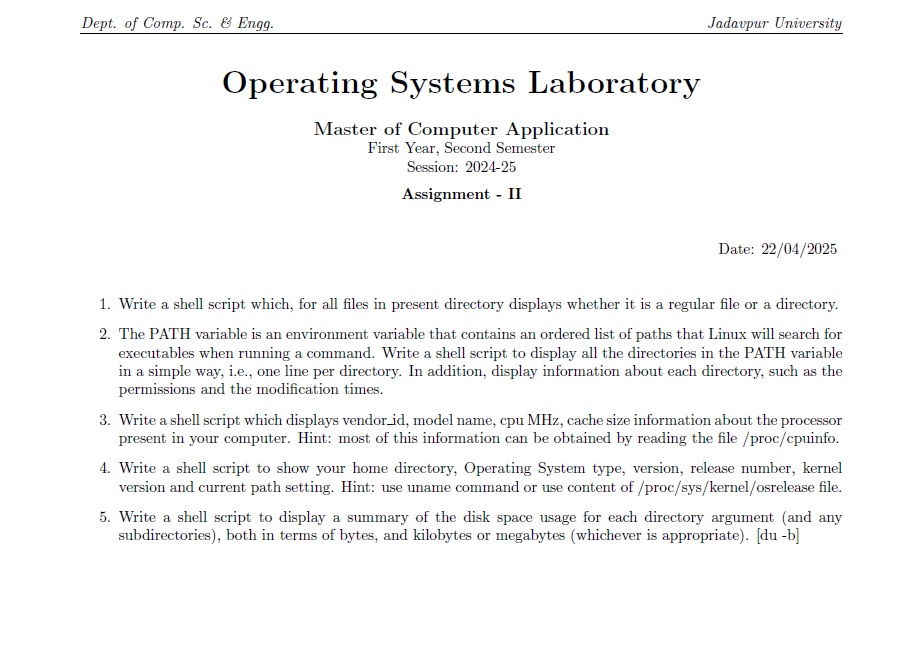 Dept. of Comp. Sc. & Engg. Jadavpur University
Operating Systems Laboratory
Master of Computer Application
First Year, Second Semester
Session: 2024-25
Assignment - II
Date: 22/04/2025
1. Write a shell script which, for all files in present directory displays whether it is a regular file or a directory.
2. The PATH variable is an environment variable that contains an ordered list of paths that Linux will search for
executables when running a command. Write a shell script to display all the directories in the PATH variable
in a simple way, i.e., one line per directory. In addition, display information about each directory, such as the
permissions and the modification times.
3. Write a shell script which displays vendor_id, model name, cpu MHz, cache size information about the processor
present in your computer. Hint: most of this information can be obtained by reading the file /proc/cpuinfo.
4. Write a shell script to show your home directory, Operating System type, version, release number, kernel
version and current path setting. Hint: use uname command or use content of /proc/sys/kernel/osrelease file.
5. Write a shell script to display a summary of the disk space usage for each directory argument (and any
subdirectories), both in terms of bytes, and kilobytes or megabytes (whichever is appropriate). [du -b]